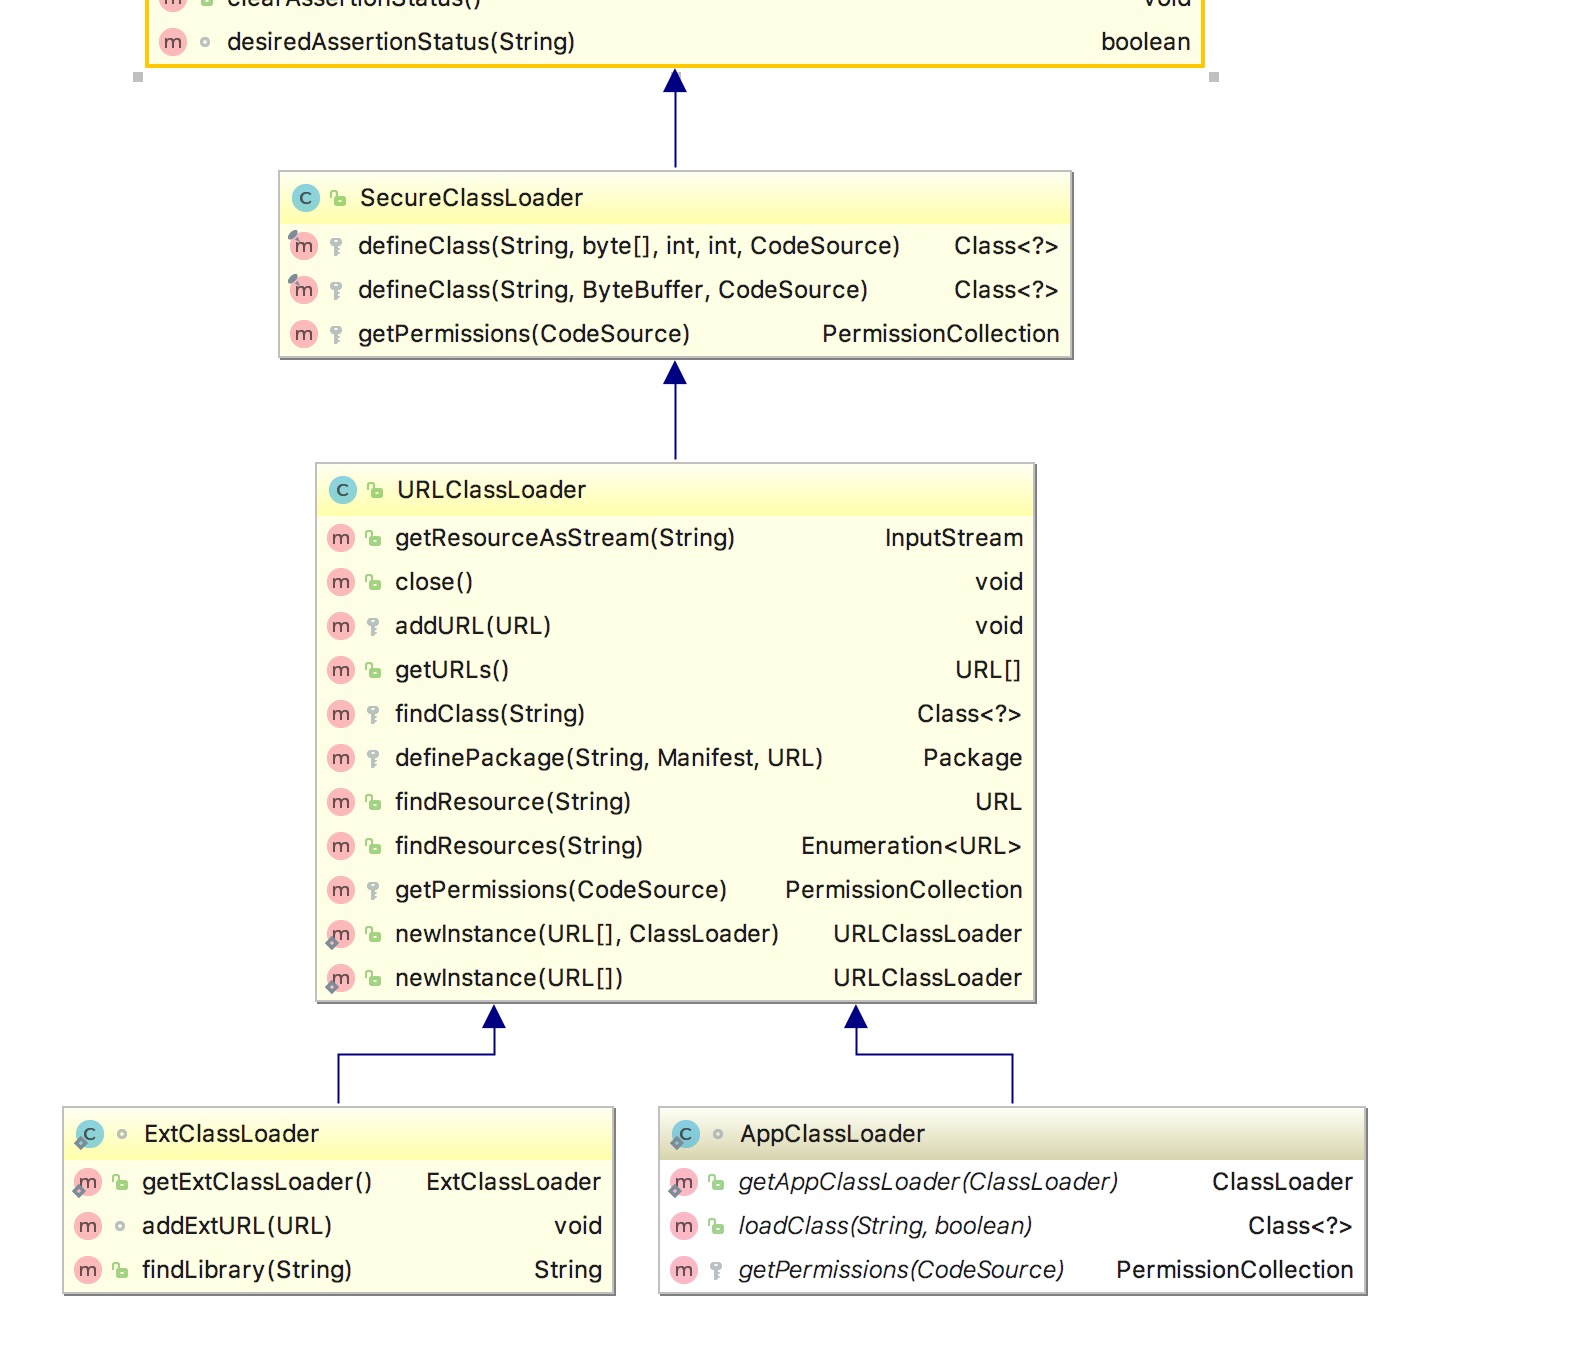 clearAssertionStatus() void
m desiredAssertionStatus(String) boolean
C SecureClassLoader
m defineClass(String, byte[], int, int, CodeSource) Class<?>
m defineClass(String, ByteBuffer, CodeSource) Class<?>
m getPermissions(CodeSource) PermissionCollection
C URLClassLoader
m getResourceAsStream(String) InputStream
m close() void
m addURL(URL) void
m getURLs() URL[]
m findClass(String) Class<?>
m definePackage(String, Manifest, URL) Package
m findResource(String) URL
m findResources(String) Enumeration<URL>
m getPermissions(CodeSource) PermissionCollection
m newInstance(URL[], ClassLoader) URLClassLoader
m newInstance(URL[]) URLClassLoader
C ExtClassLoader
m getExtClassLoader() ExtClassLoader
m addExtURL(URL) void
m findLibrary(String) String
C AppClassLoader
m getAppClassLoader(ClassLoader) ClassLoader
m loadClass(String, boolean) Class<?>
m getPermissions(CodeSource) PermissionCollection